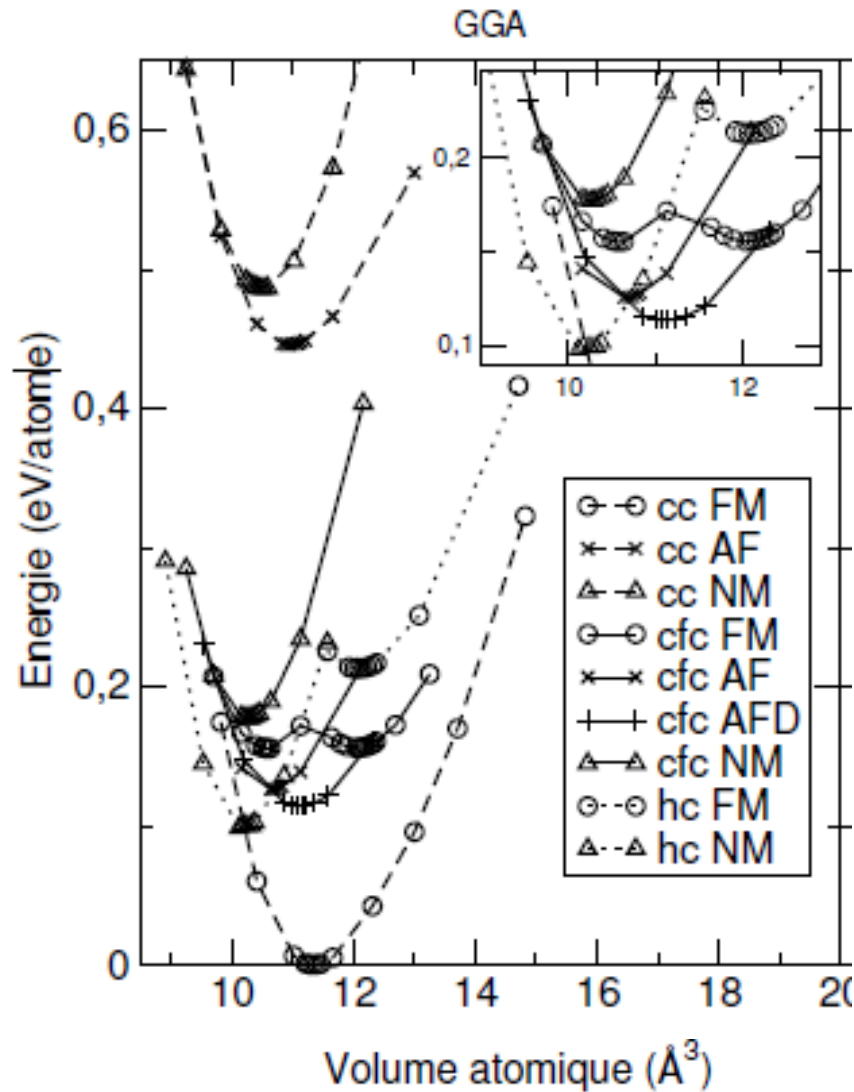 GGA
0,6
0,4
0,2
0
0,2
0,1
10
12
cc FM
cc AF
cc NM
cfc FM
cfc AF
cfc AFD
cfc NM
hc FM
hc NM
10 12 14 16 18 20
Energie (eV/atome)
Volume atomique (Å³)